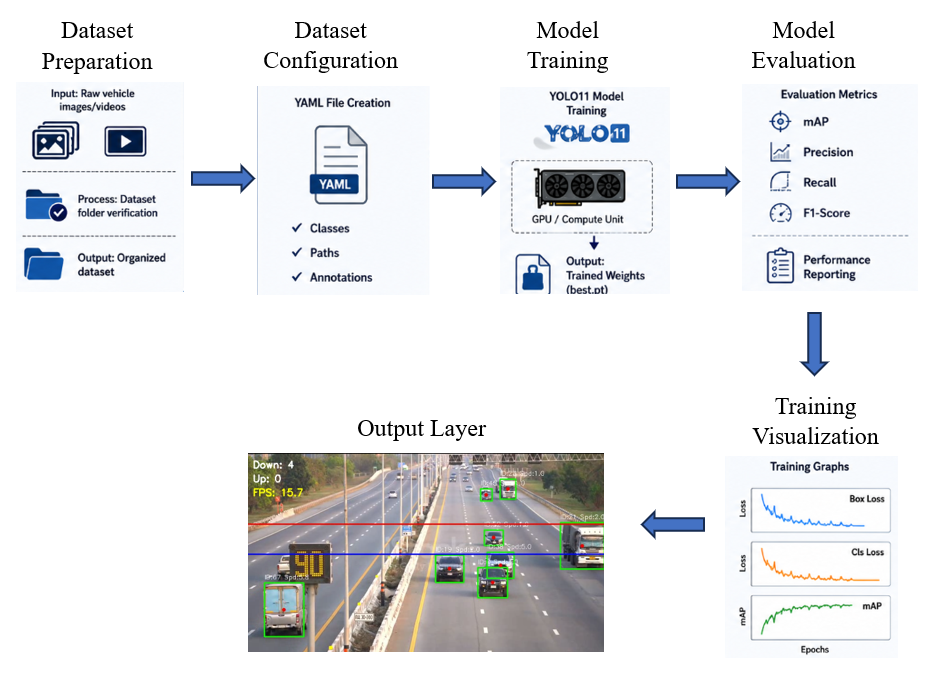 Dataset
Preparation
Input: Raw vehicle
images/videos
Process: Dataset
folder verification
Output: Organized
dataset
Dataset
Configuration
YAML File Creation
YAML
Classes
Paths
Annotations
Model
Training
YOLO11 Model
Training
YOLO 11
GPU / Compute Unit
Output:
Trained Weights
(best.pt)
Model
Evaluation
Evaluation Metrics
mAP
Precision
Recall
F1-Score
Performance
Reporting
Training
Visualization
Training Graphs
Loss
Box Loss
Loss
Cls Loss
mAP
mAP
Epochs
Output Layer
Down: 4
Up: 0
FPS: 15.7
90